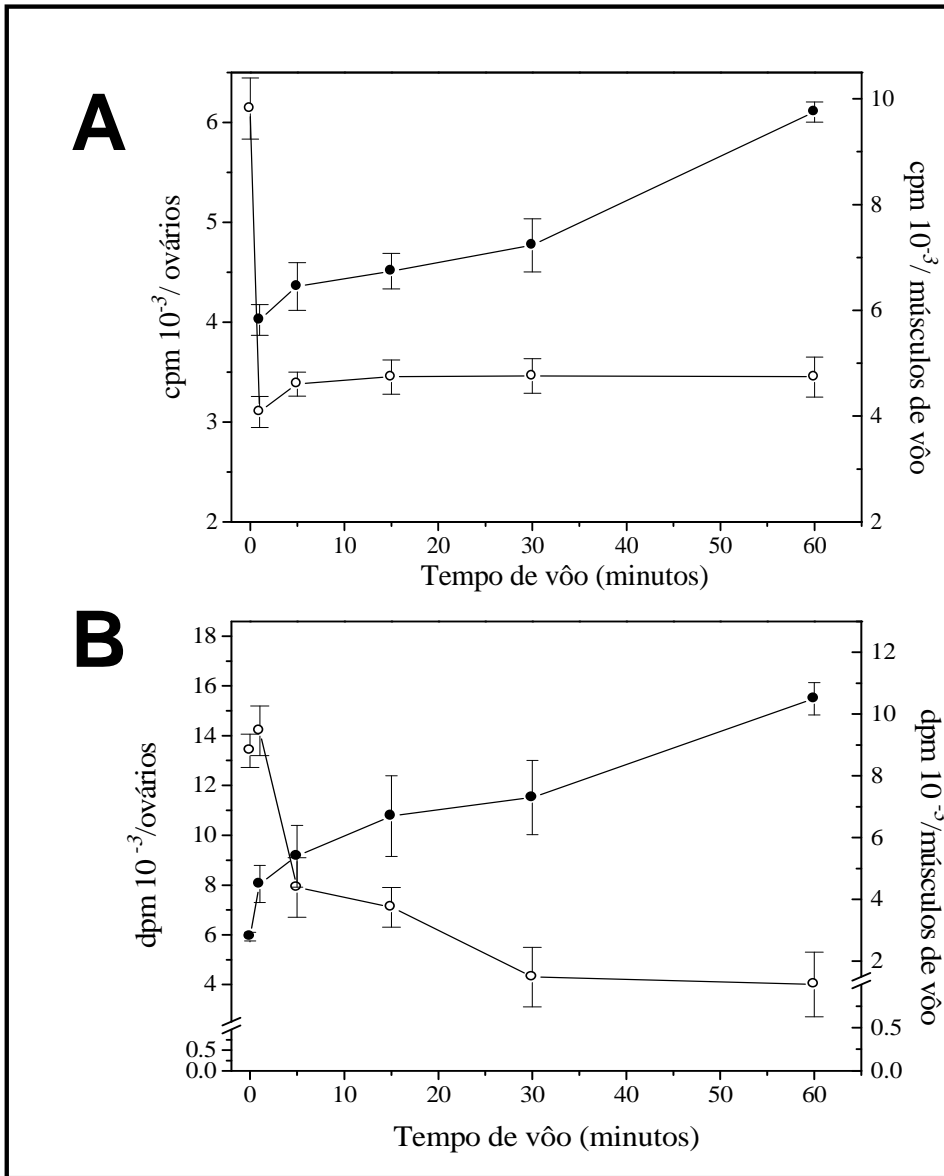 A
6
5
4
3
2
cpm 10⁻³/ ovários
10
8
6
4
2
cpm 10⁻³/ músculos de vôo
0 10 20 30 40 50 60
Tempo de vôo (minutos)
B
18
16
14
12
10
8
6
4
0.5
0.0
dpm 10⁻³/ovários
12
10
8
6
4
2
0.5
0.0
dpm 10⁻³/músculos de vôo
0 10 20 30 40 50 60
Tempo de vôo (minutos)